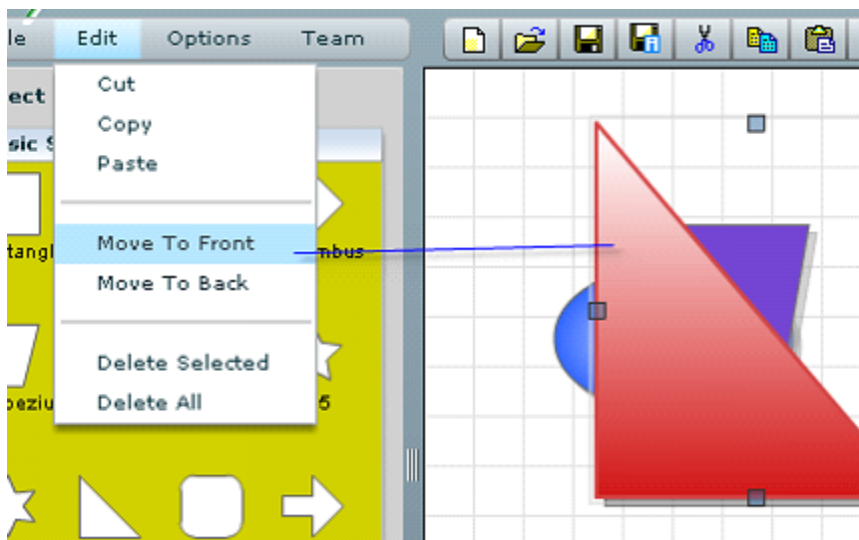 le Edit Options Team
ect
sic S
Cut
Copy
Paste
Move To Front
Move To Back
Delete Selected
Delete All
tangl
mbus
peziu
5